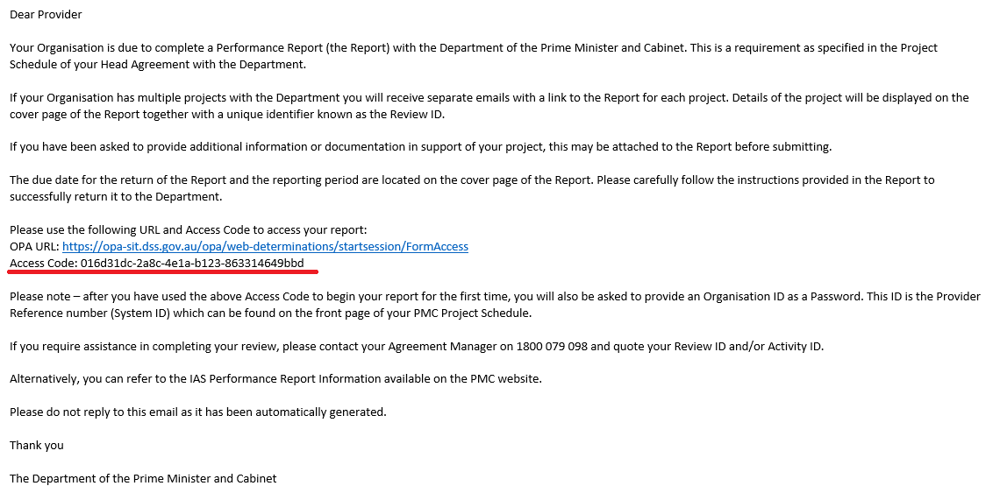 Dear Provider
Your Organisation is due to complete a Performance Report (the Report) with the Department of the Prime Minister and Cabinet. This is a requirement as specified in the Project
Schedule of your Head Agreement with the Department.
If your Organisation has multiple projects with the Department you will receive separate emails with a link to the Report for each project. Details of the project will be displayed on the
cover page of the Report together with a unique identifier known as the Review ID.
If you have been asked to provide additional information or documentation in support of your project, this may be attached to the Report before submitting.
The due date for the return of the Report and the reporting period are located on the cover page of the Report. Please carefully follow the instructions provided in the Report to
successfully return it to the Department.
Please use the following URL and Access Code to access your report:
OPA URL: https://opa-sit.dss.gov.au/opa/web-determinations/startsession/FormAccess
Access Code: 016d31dc-2a8c-4e1a-b123-863314649bbd
Please note – after you have used the above Access Code to begin your report for the first time, you will also be asked to provide an Organisation ID as a Password. This ID is the Provider
Reference number (System ID) which can be found on the front page of your PMC Project Schedule.
If you require assistance in completing your review, please contact your Agreement Manager on 1800 079 098 and quote your Review ID and/or Activity ID.
Alternatively, you can refer to the IAS Performance Report Information available on the PMC website.
Please do not reply to this email as it has been automatically generated.
Thank you
The Department of the Prime Minister and Cabinet